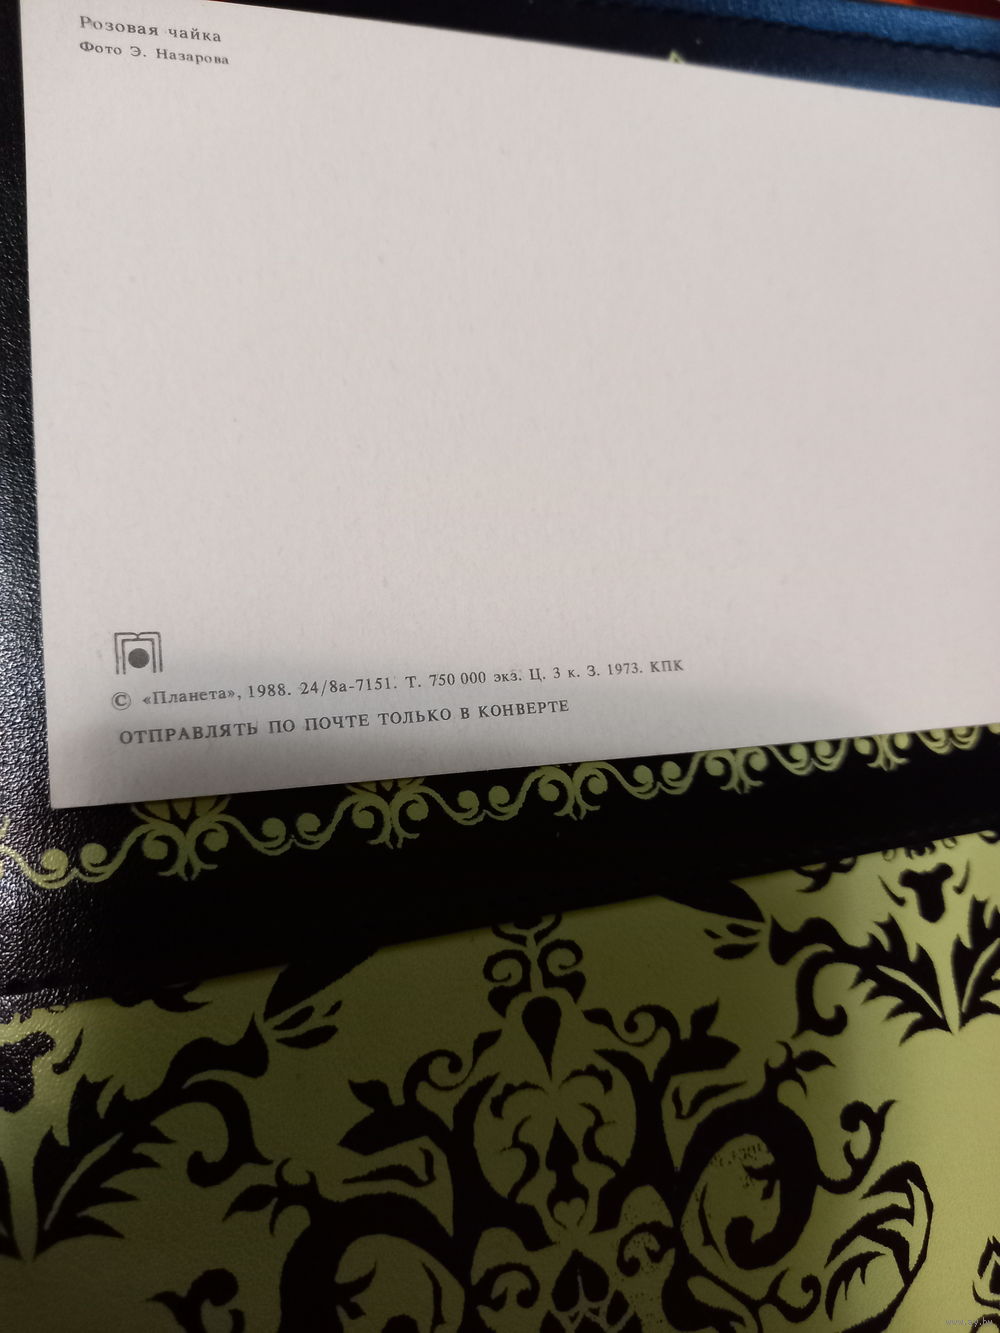 Розовая чайка
Фото Э. Назарова
© «Планета», 1988. 24/8а-7151. Т. 750 000 экз. Ц. 3 к. З. 1973. КПК
ОТПРАВЛЯТЬ ПО ПОЧТЕ ТОЛЬКО В КОНВЕРТЕ